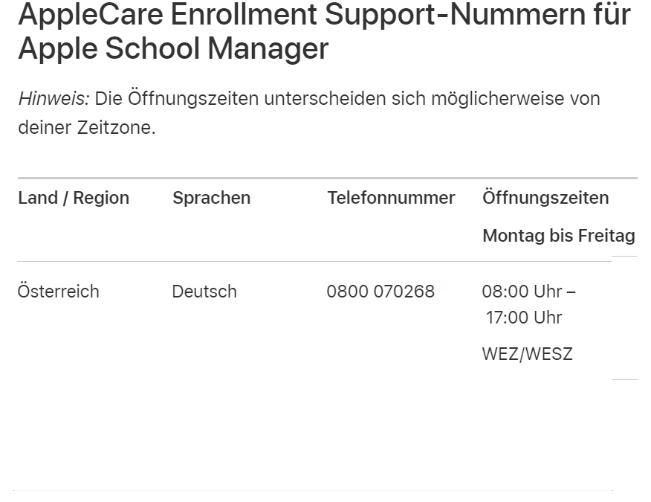 AppleCare Enrollment Support-Nummern für
Apple School Manager
Hinweis: Die Öffnungszeiten unterscheiden sich möglicherweise von
deiner Zeitzone.
Land / Region Sprachen Telefonnummer Öffnungszeiten
Montag bis Freitag
Österreich Deutsch 0800 070268 08:00 Uhr –
17:00 Uhr
WEZ/WESZ